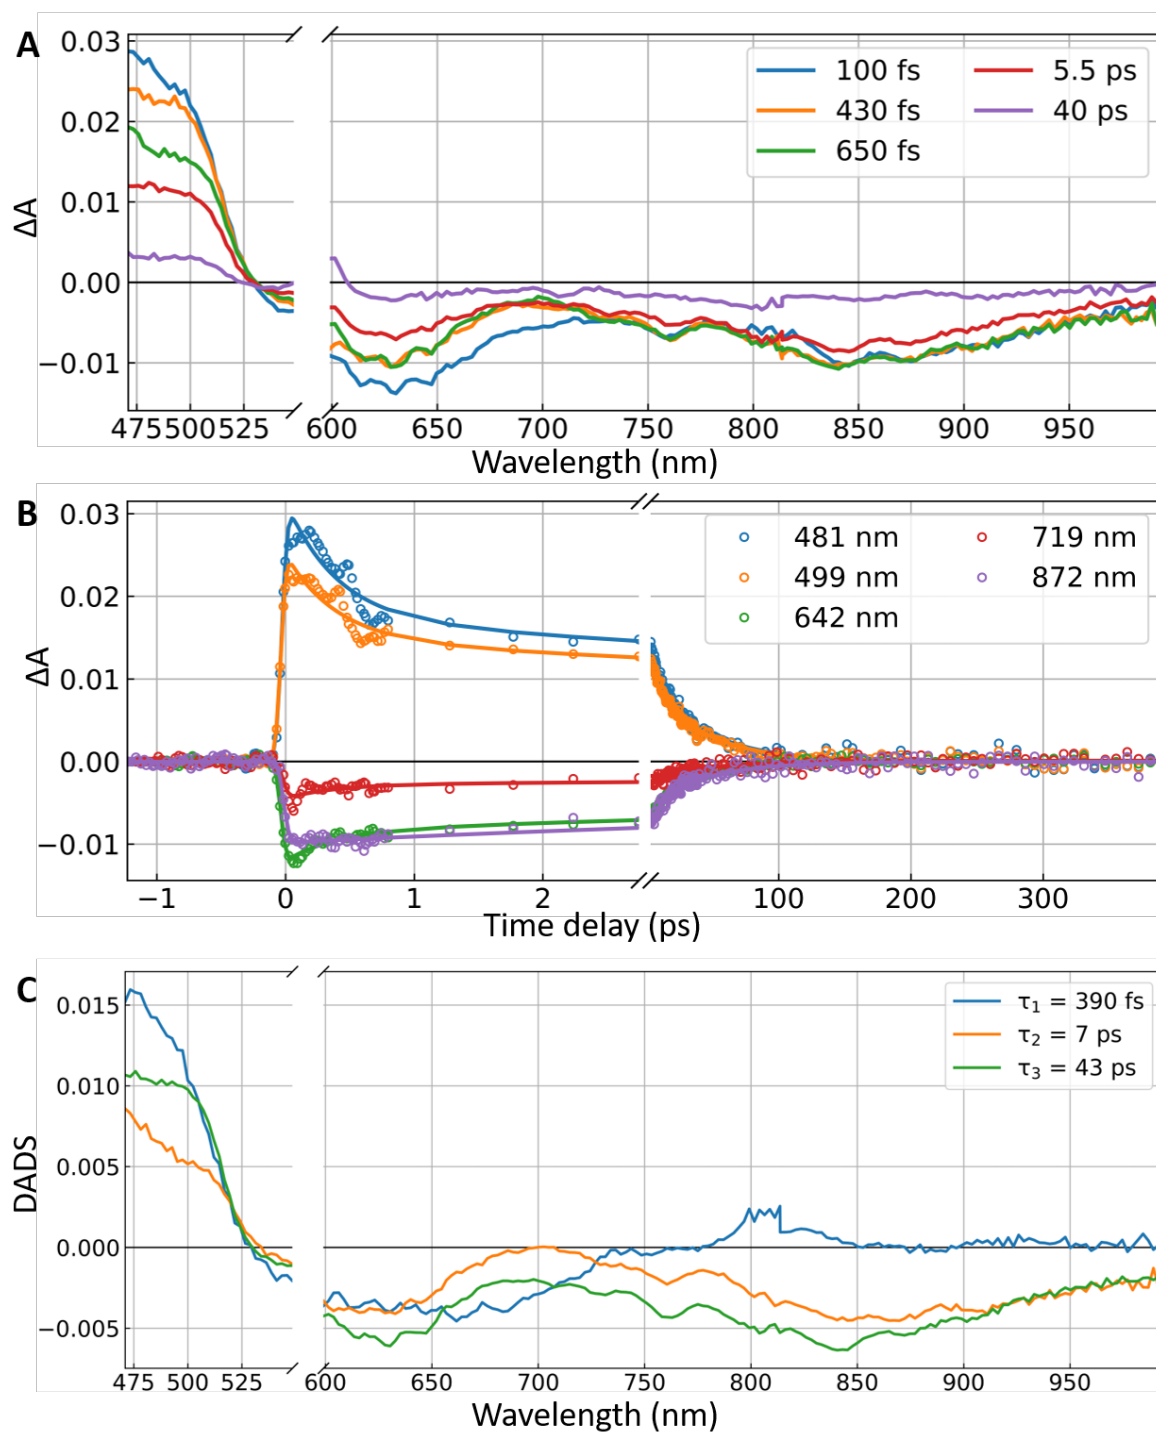 A
0.03
0.02
0.01
0.00
−0.01
ΔA
100 fs
430 fs
650 fs
5.5 ps
40 ps
475 500 525 600 650 700 750 800 850 900 950
Wavelength (nm)
B
0.03
0.02
0.01
0.00
−0.01
ΔA
481 nm
499 nm
642 nm
719 nm
872 nm
−1 0 1 2 100 200 300
Time delay (ps)
C
0.015
0.010
0.005
0.000
−0.005
DADS
τ1 = 390 fs
τ2 = 7 ps
τ3 = 43 ps
475 500 525 600 650 700 750 800 850 900 950
Wavelength (nm)